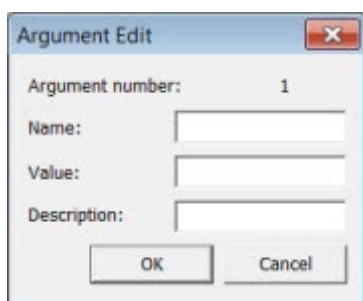 Argument Edit
Argument number: 1
Name:
Value:
Description:
OK Cancel